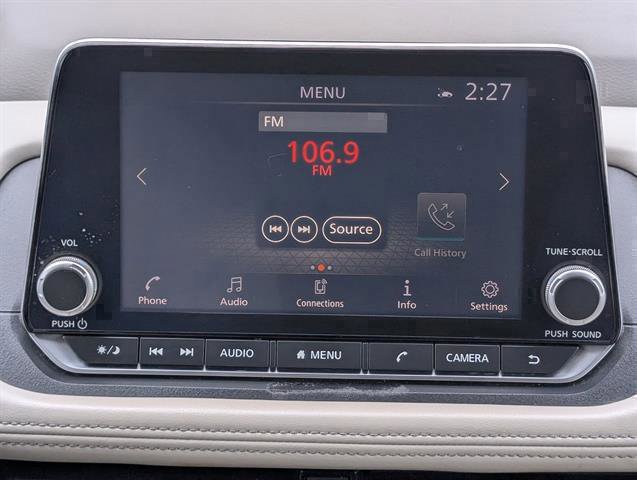 MENU
2:27
FM
106.9
FM
Source
Call History
Phone
Audio
Connections
Info
Settings
VOL
PUSH
TUNE·SCROLL
PUSH SOUND
AUDIO
MENU
CAMERA